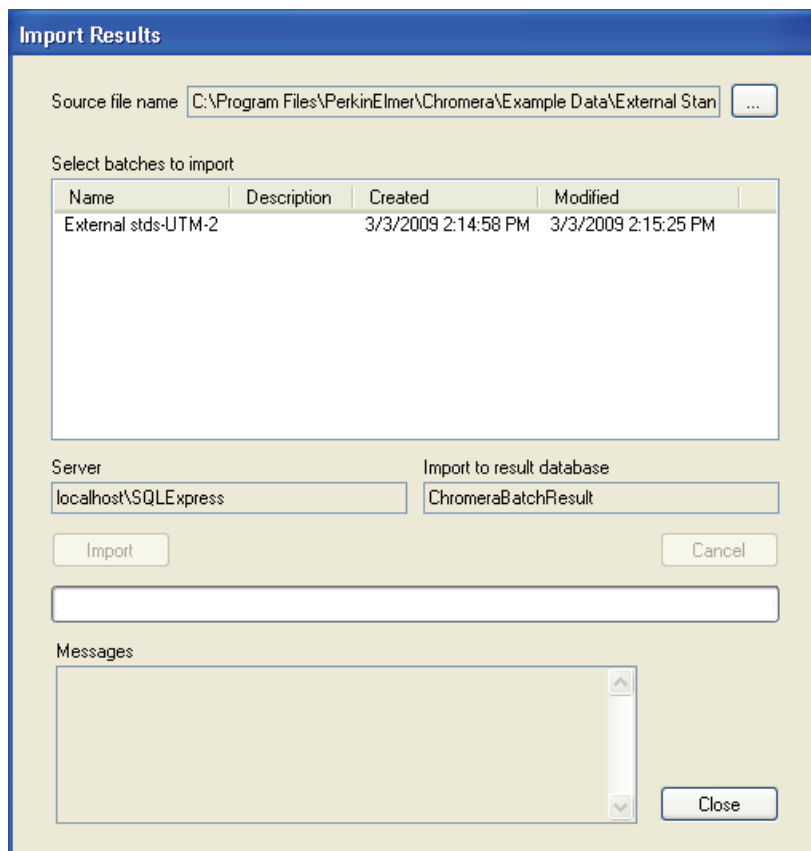 Import Results
Source file name C:\Program Files\PerkinElmer\Chromera\Example Data\External Stan ...
Select batches to import
Name Description Created Modified
External stds-UTM-2 3/3/2009 2:14:58 PM 3/3/2009 2:15:25 PM
Server Import to result database
localhost\SQLExpress ChromeraBatchResult
Import Cancel
Messages
Close